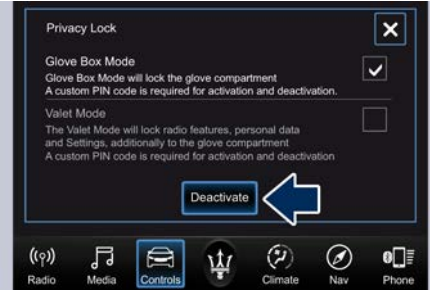 Privacy Lock
Glove Box Mode
Glove Box Mode will lock the glove compartment
A custom PIN code is required for activation and deactivation.
Valet Mode
The Valet Mode will lock radio features, personal data
and Settings, additionally to the glove compartment
A custom PIN code is required for activation and deactivation
Deactivate
Radio Media Controls Climate Nav Phone